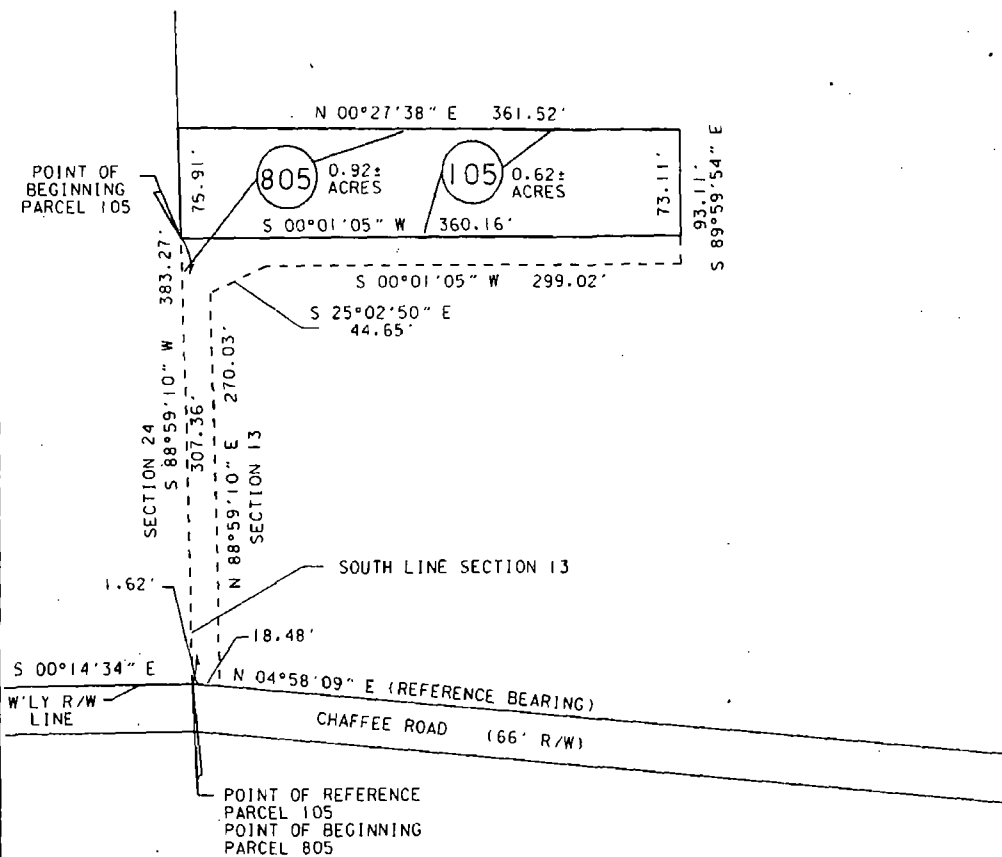 N 00°27'38" E 361.52'
POINT OF
BEGINNING
PARCEL 105
75.91'
805
0.92±
ACRES
105
0.62±
ACRES
73.11'
93.11'
S 89°59'54" E
S 00°01'05" W 360.16'
S 00°01'05" W 299.02'
S 25°02'50" E
44.65'
SECTION 24
S 88°59'10" W 383.27'
307.36'
N 88°59'10" E 270.03'
SECTION 13
SOUTH LINE SECTION 13
1.62'
18.48'
S 00°14'34" E
N 04°58'09" E (REFERENCE BEARING)
W'LY R/W
LINE
CHAFFEE ROAD (66' R/W)
POINT OF REFERENCE
PARCEL 105
POINT OF BEGINNING
PARCEL 805